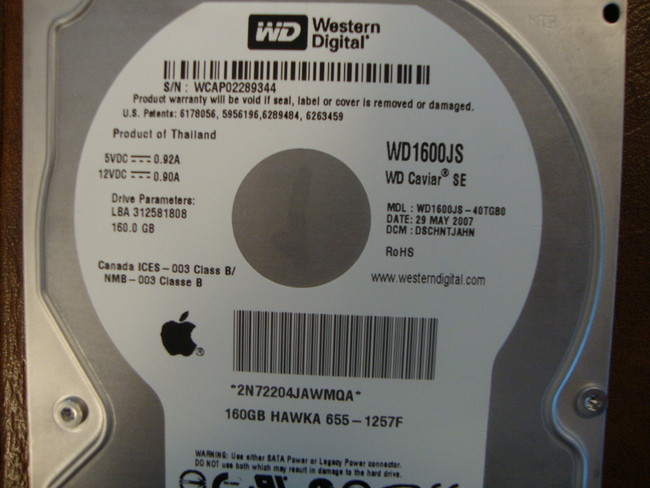 MTB
WD Western
Digital
S/N : WCAP02289344
Product warranty will be void if seal, label or cover is removed or damaged.
U.S. Patents: 6178056, 5956196,6289484, 6263459
Product of Thailand
5VDC 0.92A
12VDC 0.90A
Drive Parameters:
LBA 312581808
160.0 GB
Canada ICES-003 Class B/
NMB-003 Classe B
WD1600JS
WD Caviar® SE
MDL : WD1600JS-40TGB0
DATE: 29 MAY 2007
DCM : DSCHNTJAHN
RoHS
www.westerndigital.com
*2N72204JAWMQA*
160GB HAWKA 655-1257F
WARNING: Use either SATA Power or Legacy Power connector.
DO NOT use both which may result in damage to the hard drive.